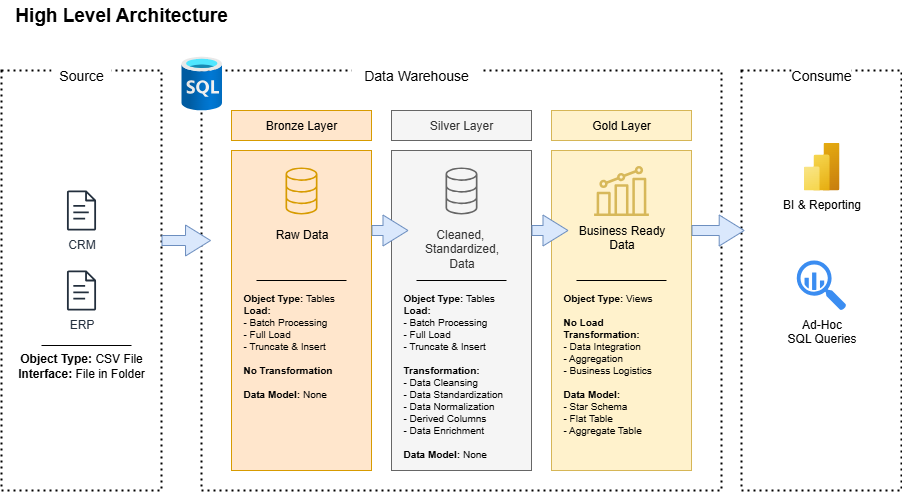 High Level Architecture
Source
CRM
ERP
Object Type: CSV File
Interface: File in Folder
SQL
Data Warehouse
Bronze Layer
Raw Data
Object Type: Tables
Load:
- Batch Processing
- Full Load
- Truncate & Insert
No Transformation
Data Model: None
Silver Layer
Cleaned,
Standardized,
Data
Object Type: Tables
Load:
- Batch Processing
- Full Load
- Truncate & Insert
Transformation:
- Data Cleansing
- Data Standardization
- Data Normalization
- Derived Columns
- Data Enrichment
Data Model: None
Gold Layer
Business Ready
Data
Object Type: Views
No Load
Transformation:
- Data Integration
- Aggregation
- Business Logistics
Data Model:
- Star Schema
- Flat Table
- Aggregate Table
Consume
BI & Reporting
Ad-Hoc
SQL Queries